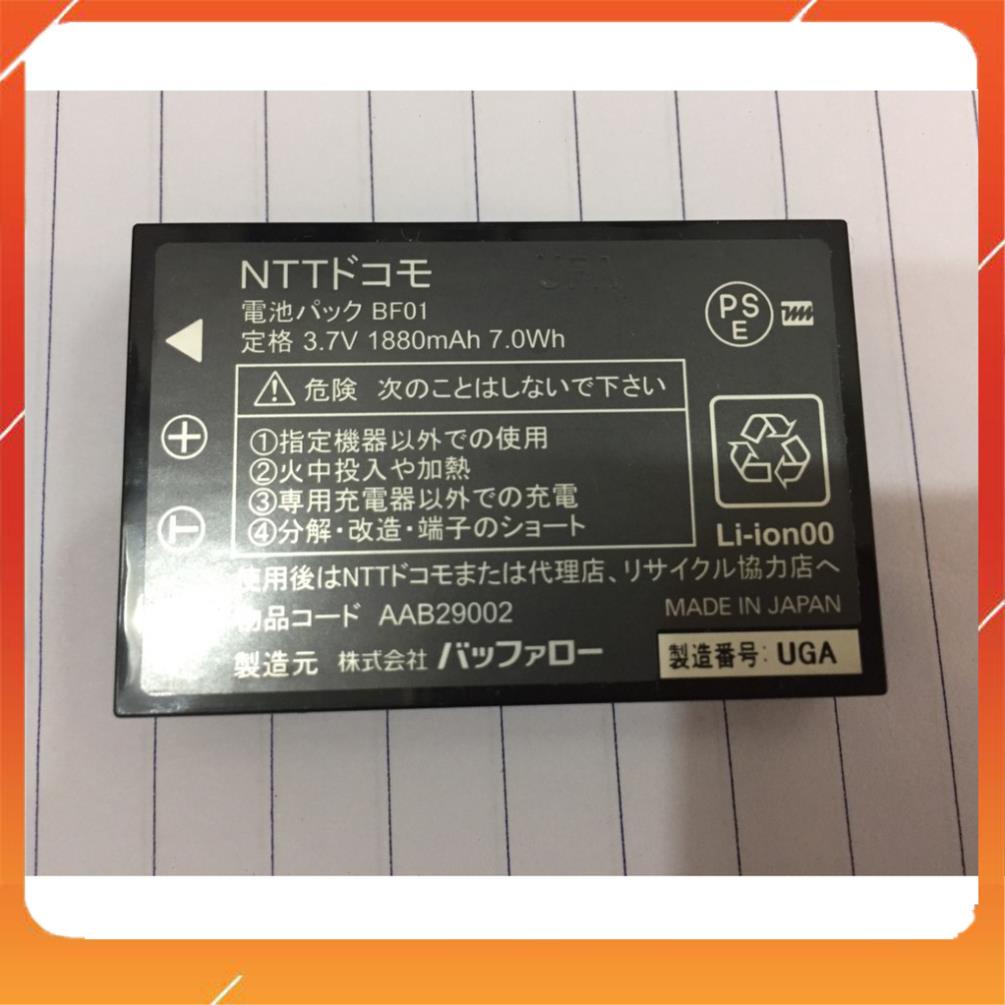 NTTドコモ
電池パック BF01
定格 3.7V 1880mAh 7.0Wh
PS
E
危険 次のことはしないで下さい
①指定機器以外での使用
②火中投入や加熱
③専用充電器以外での充電
④分解・改造・端子のショート
Li-ion00
使用後はNTTドコモまたは代理店、リサイクル協力店へ
物品コード AAB29002
MADE IN JAPAN
製造元 株式会社 バッファロー
製造番号: UGA